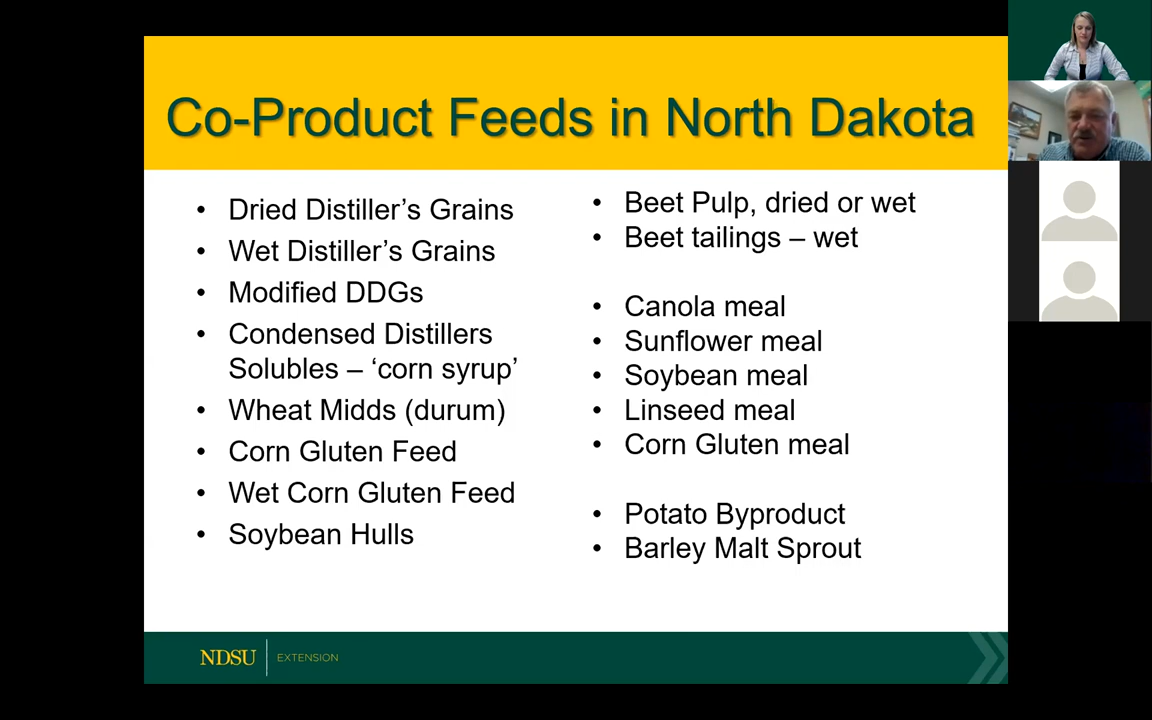 Co-Product Feeds in North Dakota
• Dried Distiller’s Grains
• Wet Distiller’s Grains
• Modified DDGs
• Condensed Distillers
Solubles – ‘corn syrup’
• Wheat Midds (durum)
• Corn Gluten Feed
• Wet Corn Gluten Feed
• Soybean Hulls
• Beet Pulp, dried or wet
• Beet tailings – wet
• Canola meal
• Sunflower meal
• Soybean meal
• Linseed meal
• Corn Gluten meal
• Potato Byproduct
• Barley Malt Sprout
NDSU EXTENSION